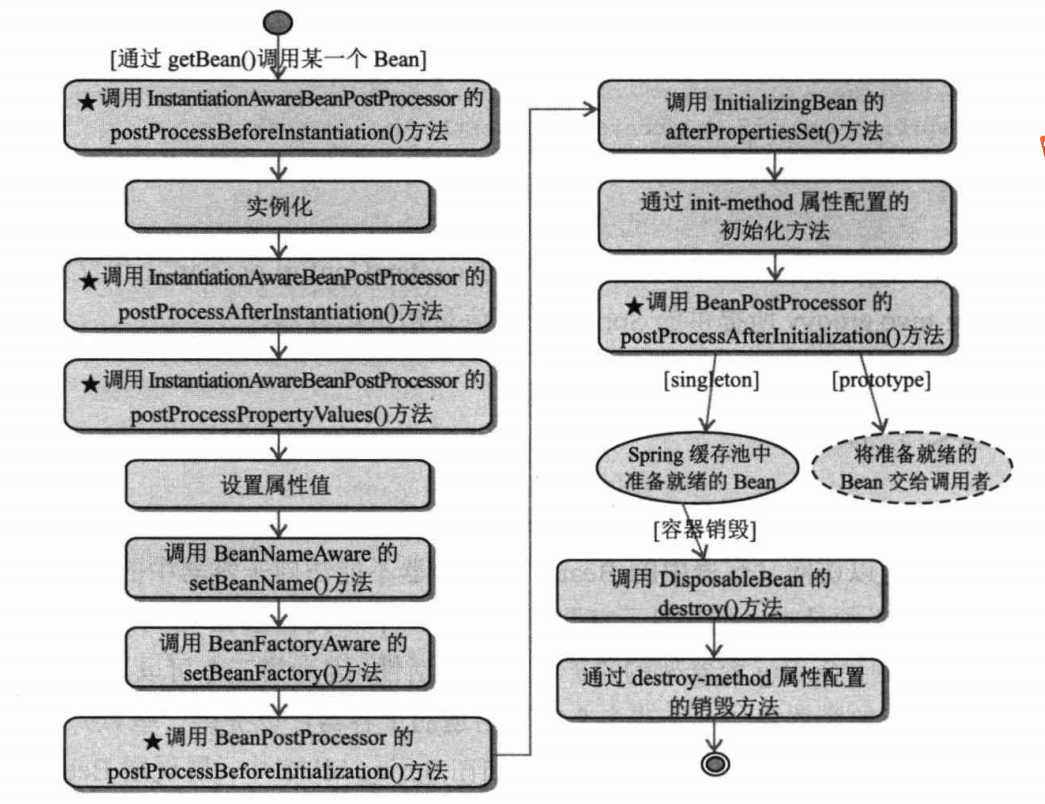 [通过 getBean()调用某一个 Bean]
★调用 InstantiationAwareBeanPostProcessor 的
postProcessBeforeInstantiation()方法
实例化
★调用 InstantiationAwareBeanPostProcessor 的
postProcessAfterInstantiation()方法
★调用 InstantiationAwareBeanPostProcessor 的
postProcessPropertyValues()方法
设置属性值
调用 BeanNameAware 的
setBeanName()方法
调用 BeanFactoryAware 的
setBeanFactory()方法
★调用 BeanPostProcessor 的
postProcessBeforeInitialization()方法
调用 InitializingBean 的
afterPropertiesSet()方法
通过 init-method 属性配置的
初始化方法
★调用 BeanPostProcessor 的
postProcessAfterInitialization()方法
[singleton]
[prototype]
Spring 缓存池中
准备就绪的 Bean
将准备就绪的
Bean 交给调用者
[容器销毁]
调用 DisposableBean 的
destroy()方法
通过 destroy-method 属性配置
的销毁方法